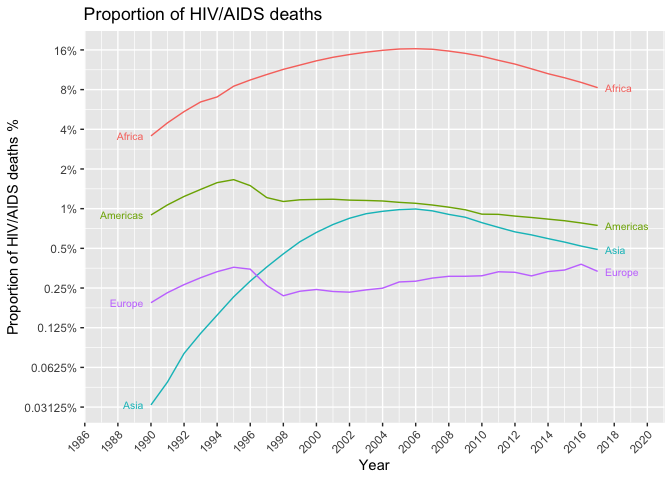 Proportion of HIV/AIDS deaths
Proportion of HIV/AIDS deaths %
16%
8%
4%
2%
1%
0.5%
0.25%
0.125%
0.0625%
0.03125%
Africa
Africa
Americas
Americas
Asia
Europe
Europe
Asia
1986
1988
1990
1992
1994
1996
1998
2000
2002
2004
2006
2008
2010
2012
2014
2016
2018
2020
Year